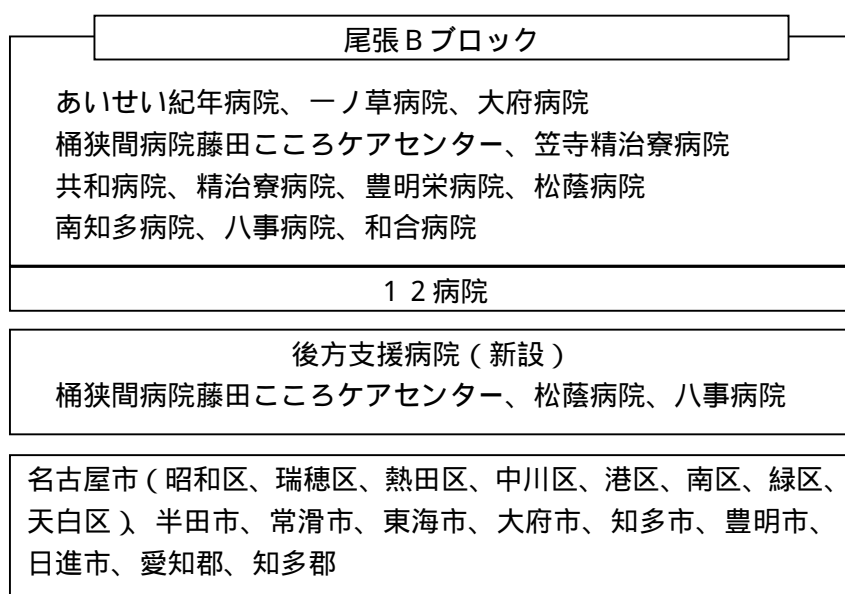 尾張Bブロック
あいせい紀年病院、一ノ草病院、大府病院
桶狭間病院藤田こころケアセンター、笠寺精治寮病院
共和病院、精治寮病院、豊明栄病院、松蔭病院
南知多病院、八事病院、和合病院
12病院
後方支援病院(新設)
桶狭間病院藤田こころケアセンター、松蔭病院、八事病院
名古屋市(昭和区、瑞穂区、熱田区、中川区、港区、南区、緑区、
天白区)、半田市、常滑市、東海市、大府市、知多市、豊明市、
日進市、愛知郡、知多郡